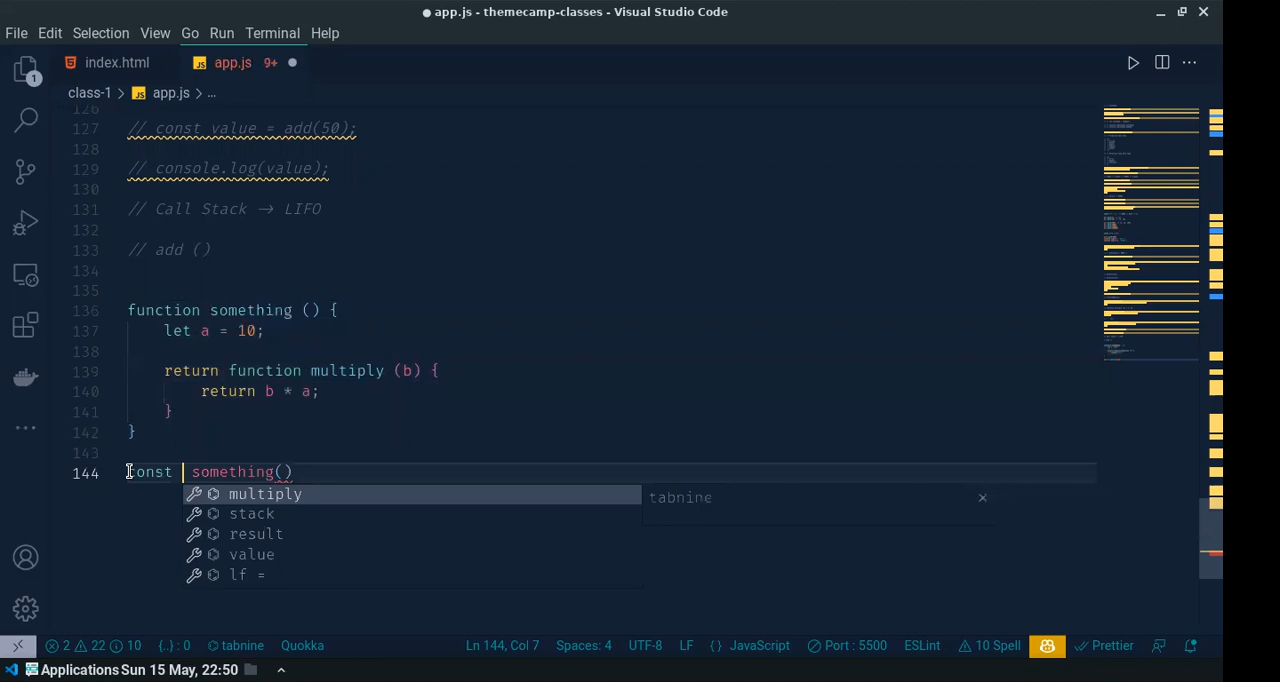 ● app.js - themecamp-classes - Visual Studio Code
File Edit Selection View Go Run Terminal Help
1
index.html
JS app.js 9+ ●
class-1 > JS app.js > ...
126
127 // const value = add(50);
128
129 // console.log(value);
130
131 // Call Stack → LIFO
132
133 // add ()
134
135
136 function something () {
137 let a = 10;
138
139 return function multiply (b) {
140 return b * a;
141 }
142 }
143
144 const something()
multiply
tabnine ×
stack
result
value
lf =
2 22 10 {..} : 0 tabnine Quokka Ln 144, Col 7 Spaces: 4 UTF-8 LF {} JavaScript Port : 5500 ESLint 10 Spell Prettier
Applications Sun 15 May, 22:50